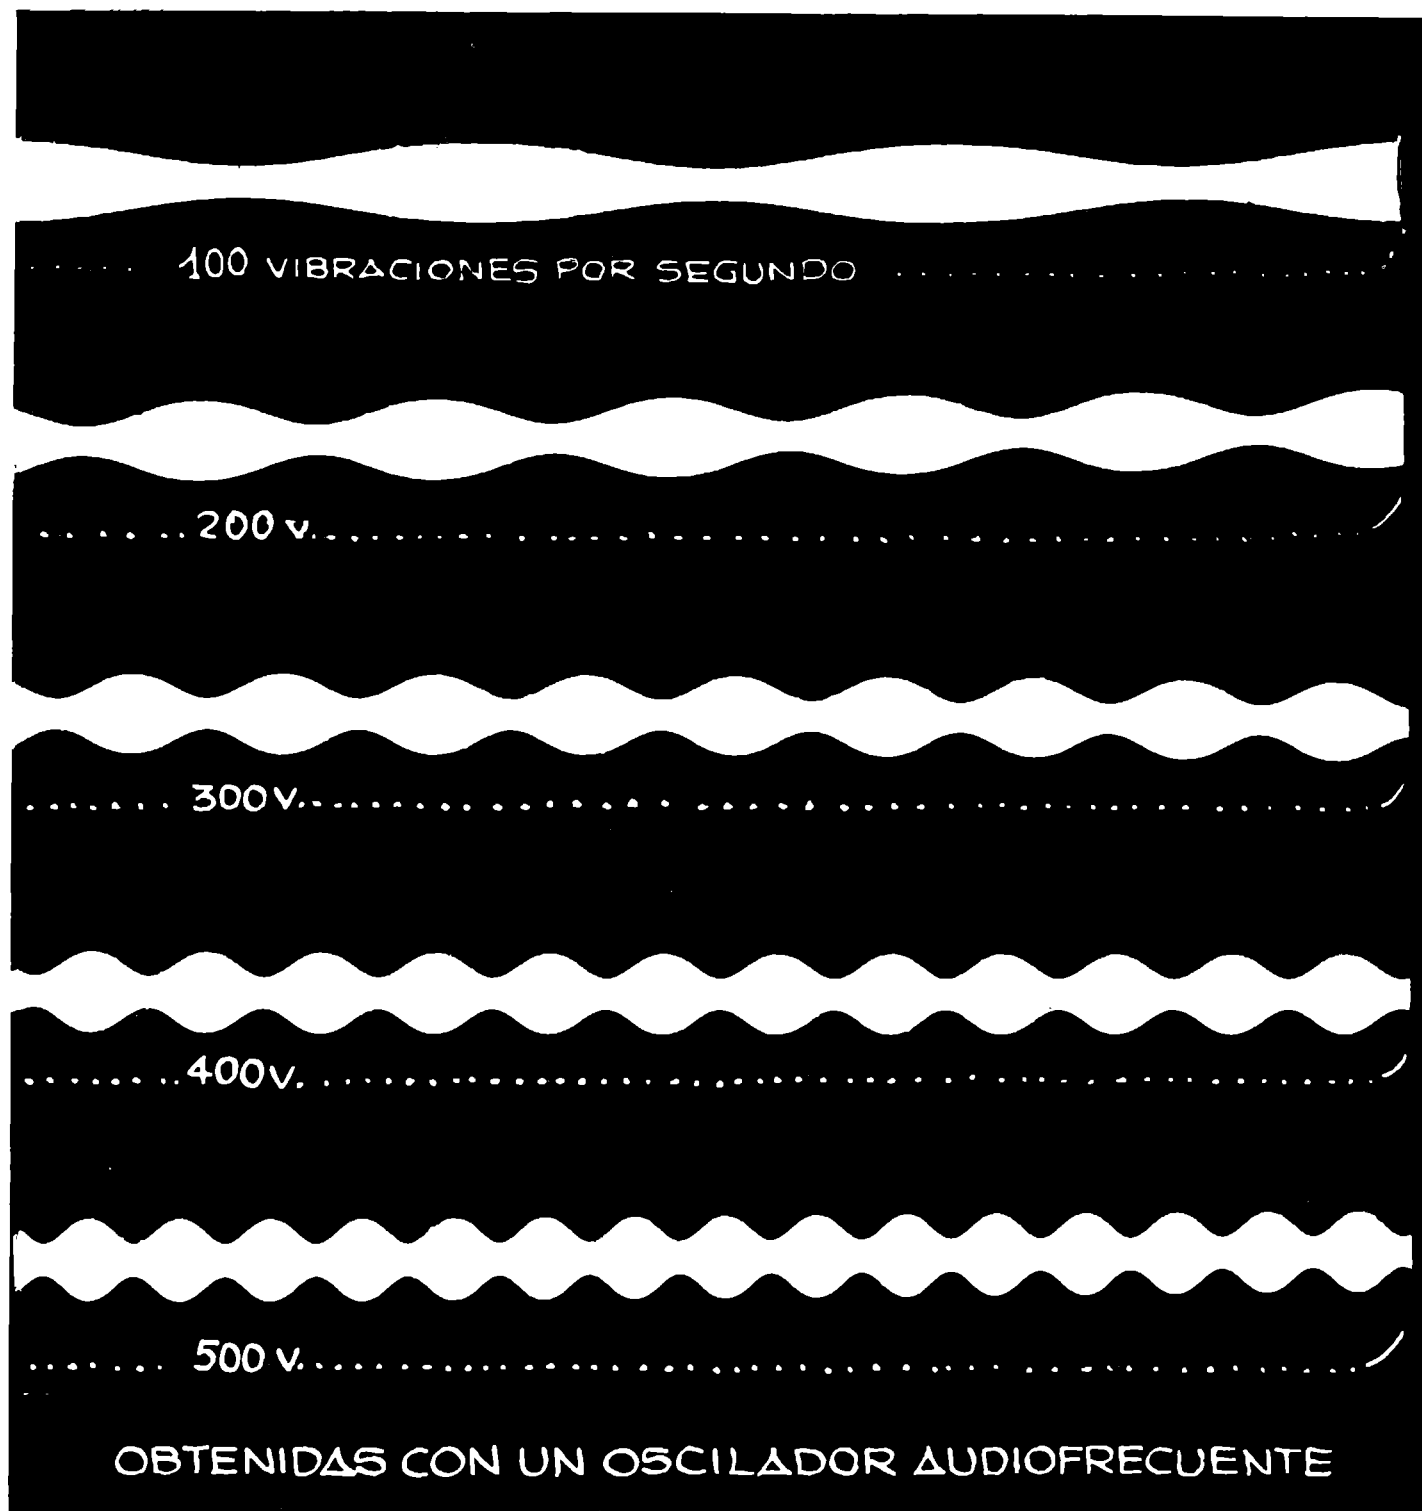 100 VIBRACIONES POR SEGUNDO
200 v.
300 v.
400 v.
500 v.
OBTENIDAS CON UN OSCILADOR AUDIOFRECUENTE